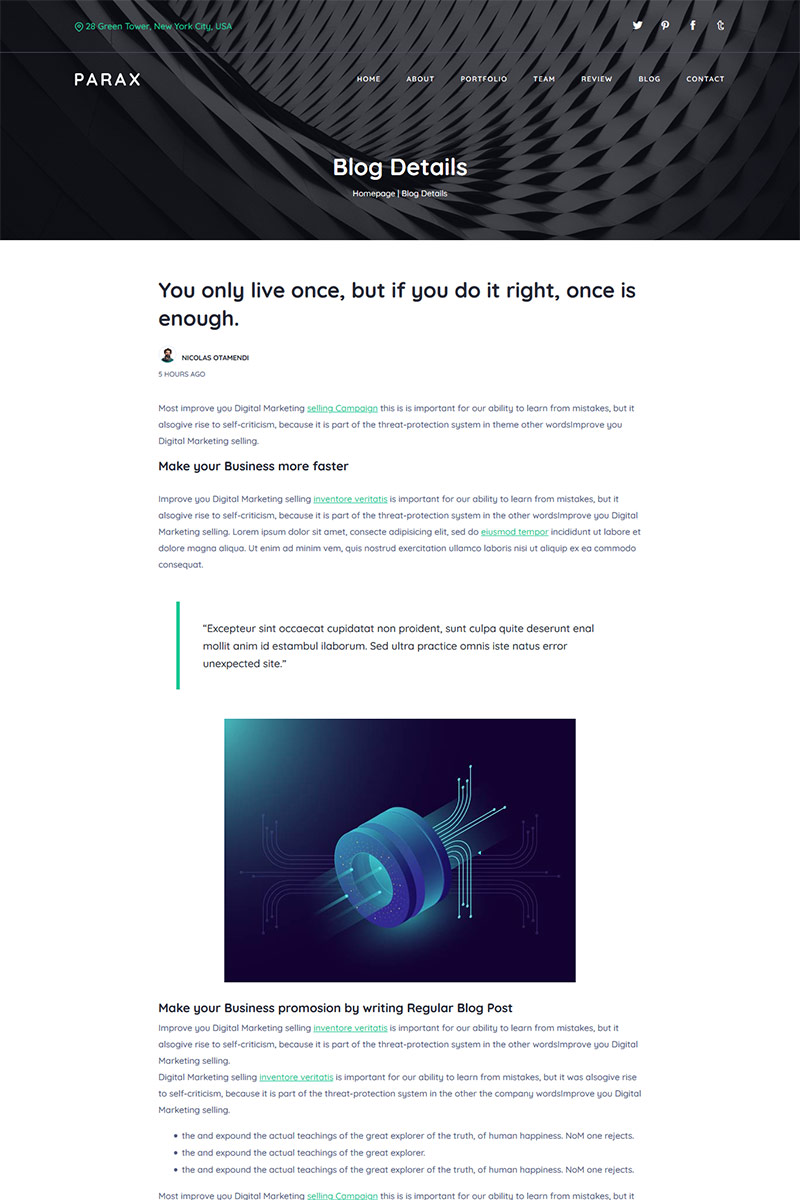 28 Green Tower, New York City, USA
PARAX
HOME ABOUT PORTFOLIO TEAM REVIEW BLOG CONTACT
Blog Details
Homepage | Blog Details
You only live once, but if you do it right, once is
enough.
NICOLAS OTAMENDI
5 HOURS AGO
Most improve you Digital Marketing selling Campaign this is is important for our ability to learn from mistakes, but it
alsogive rise to self-criticism, because it is part of the threat-protection system in theme other wordsImprove you
Digital Marketing selling.
Make your Business more faster
Improve you Digital Marketing selling inventore veritatis is important for our ability to learn from mistakes, but it
alsogive rise to self-criticism, because it is part of the threat-protection system in the other wordsImprove you Digital
Marketing selling. Lorem ipsum dolor sit amet, consecte adipisicing elit, sed do eiusmod tempor incididunt ut labore et
dolore magna aliqua. Ut enim ad minim vem, quis nostrud exercitation ullamco laboris nisi ut aliquip ex ea commodo
consequat.
“Excepteur sint occaecat cupidatat non proident, sunt culpa quite deserunt enal
mollit anim id estambul ilaborum. Sed ultra practice omnis iste natus error
unexpected site.”
Make your Business promosion by writing Regular Blog Post
Improve you Digital Marketing selling inventore veritatis is important for our ability to learn from mistakes, but it
alsogive rise to self-criticism, because it is part of the threat-protection system in the other wordsImprove you Digital
Marketing selling.
Digital Marketing selling inventore veritatis is important for our ability to learn from mistakes, but it was alsogive rise
to self-criticism, because it is part of the threat-protection system in the other the company wordsImprove you Digital
Marketing selling.
• the and expound the actual teachings of the great explorer of the truth, of human happiness. NoM one rejects.
• the and expound the actual teachings of the great explorer.
• the and expound the actual teachings of the great explorer of the truth, of human happiness. NoM one rejects.
Most improve you Digital Marketing selling Campaign this is is important for our ability to learn from mistakes, but it